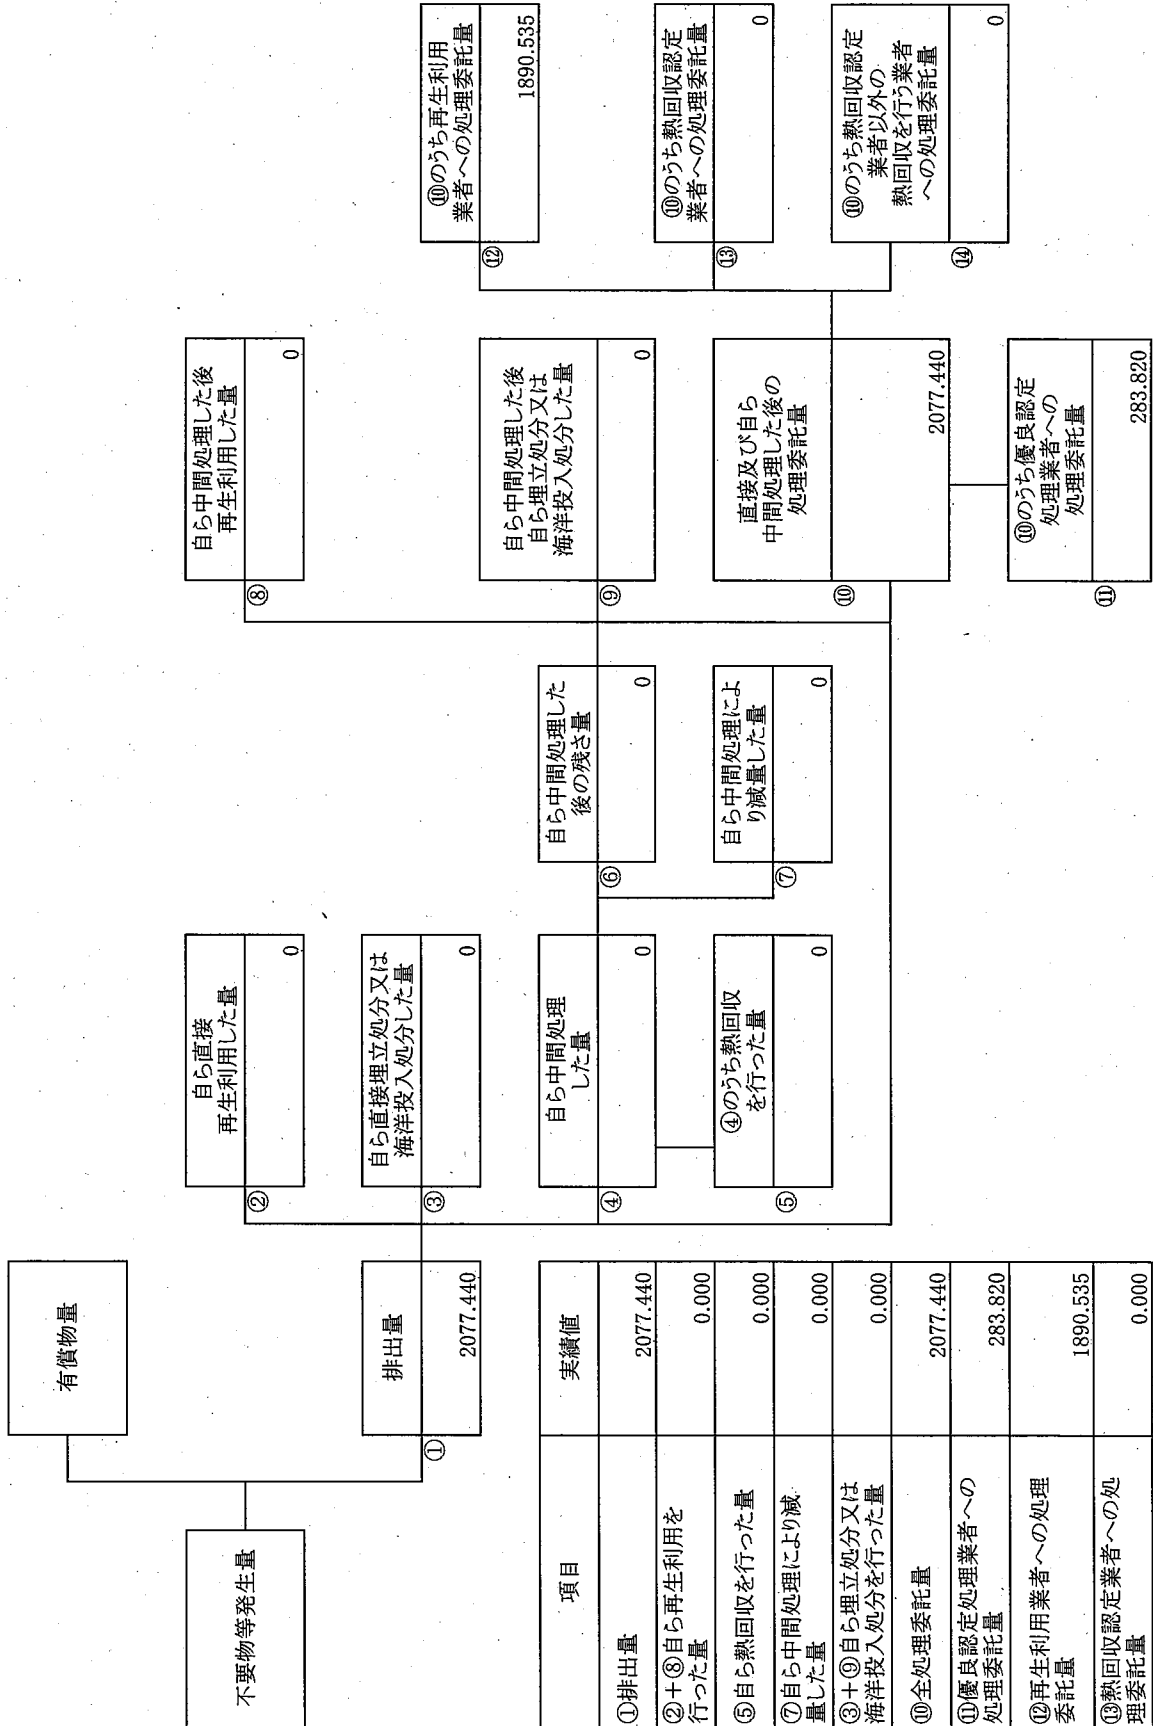 不要物等発生量
有償物量
排出量
①
2077.440
自ら直接
再生利用した量
②
0
自ら直接埋立処分又は
海洋投入処分した量
③
0
自ら中間処理
した量
④
0
④のうち熱回収
を行った量
⑤
0
自ら中間処理した
後の残さ量
⑥
0
自ら中間処理によ
り減量した量
⑦
0
自ら中間処理した後
再生利用した量
⑧
0
自ら中間処理した後
自ら埋立処分又は
海洋投入処分した量
⑨
0
直接及び自ら
中間処理した後の
処理委託量
⑩
2077.440
⑩のうち優良認定
処理業者への
処理委託量
⑪
283.820
⑩のうち再生利用
業者への処理委託量
⑫
1890.535
⑩のうち熱回収認定
業者への処理委託量
⑬
0
⑩のうち熱回収認定
業者以外の
熱回収を行う業者
への処理委託量
⑭
0
項目 実績値
①排出量 2077.440
②+⑧自ら再生利用を
行った量 0.000
⑤自ら熱回収を行った量 0.000
⑦自ら中間処理により減
量した量 0.000
③+⑨自ら埋立処分又は
海洋投入処分を行った量 0.000
⑩全処理委託量 2077.440
⑪優良認定処理業者への
処理委託量 283.820
⑫再生利用業者への処理
委託量 1890.535
⑬熱回収認定業者への処
理委託量 0.000